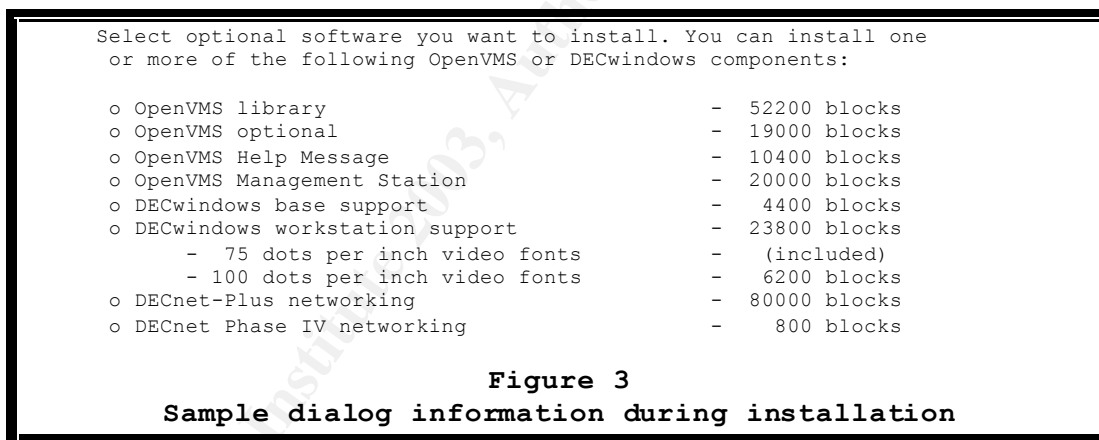 Select optional software you want to install. You can install one
or more of the following OpenVMS or DECwindows components:
o OpenVMS library - 52200 blocks
o OpenVMS optional - 19000 blocks
o OpenVMS Help Message - 10400 blocks
o OpenVMS Management Station - 20000 blocks
o DECwindows base support - 4400 blocks
o DECwindows workstation support - 23800 blocks
- 75 dots per inch video fonts - (included)
- 100 dots per inch video fonts - 6200 blocks
o DECnet-Plus networking - 80000 blocks
o DECnet Phase IV networking - 800 blocks
Figure 3
Sample dialog information during installation
Institute 2003,